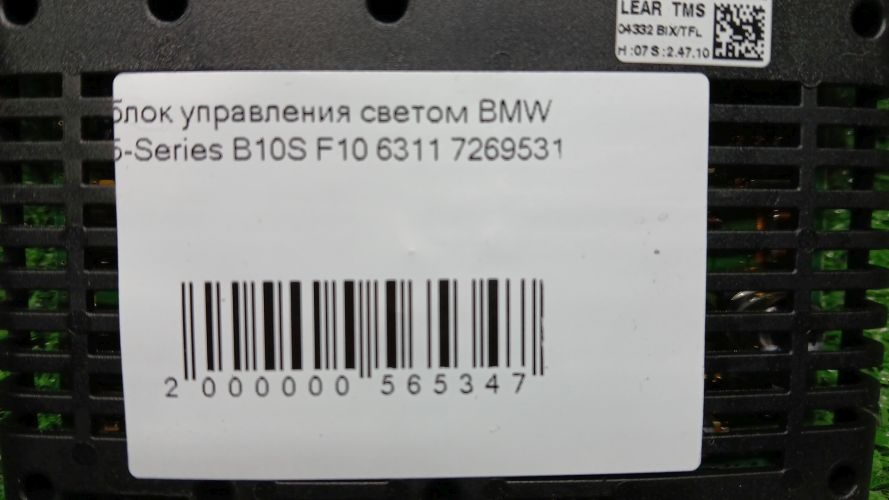 LEAR TMS
04332 BIX/TFL
H:07 S:2.47.10
блок управления светом BMW
5-Series B10S F10 6311 7269531
2 000000 565347